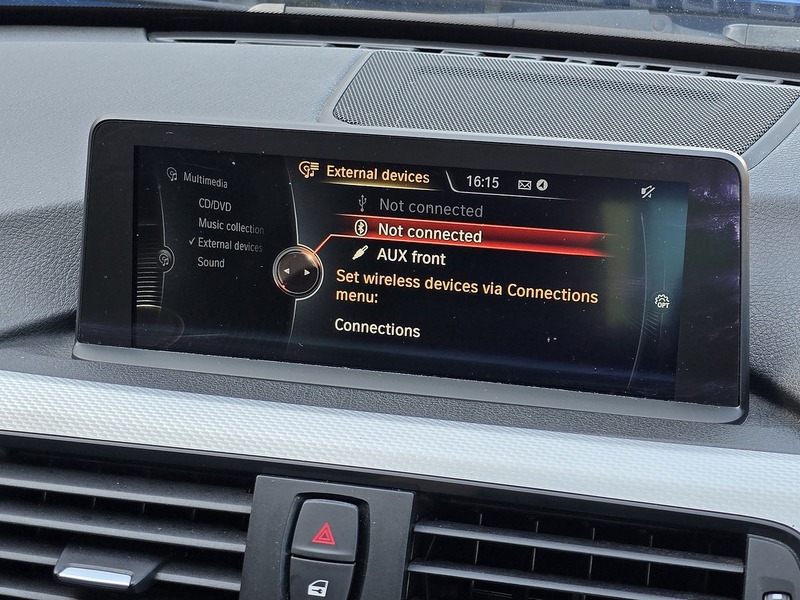 Multimedia
CD/DVD
Music collection
External devices
Sound
External devices
16:15
Not connected
Not connected
AUX front
Set wireless devices via Connections
menu:
Connections
OPT